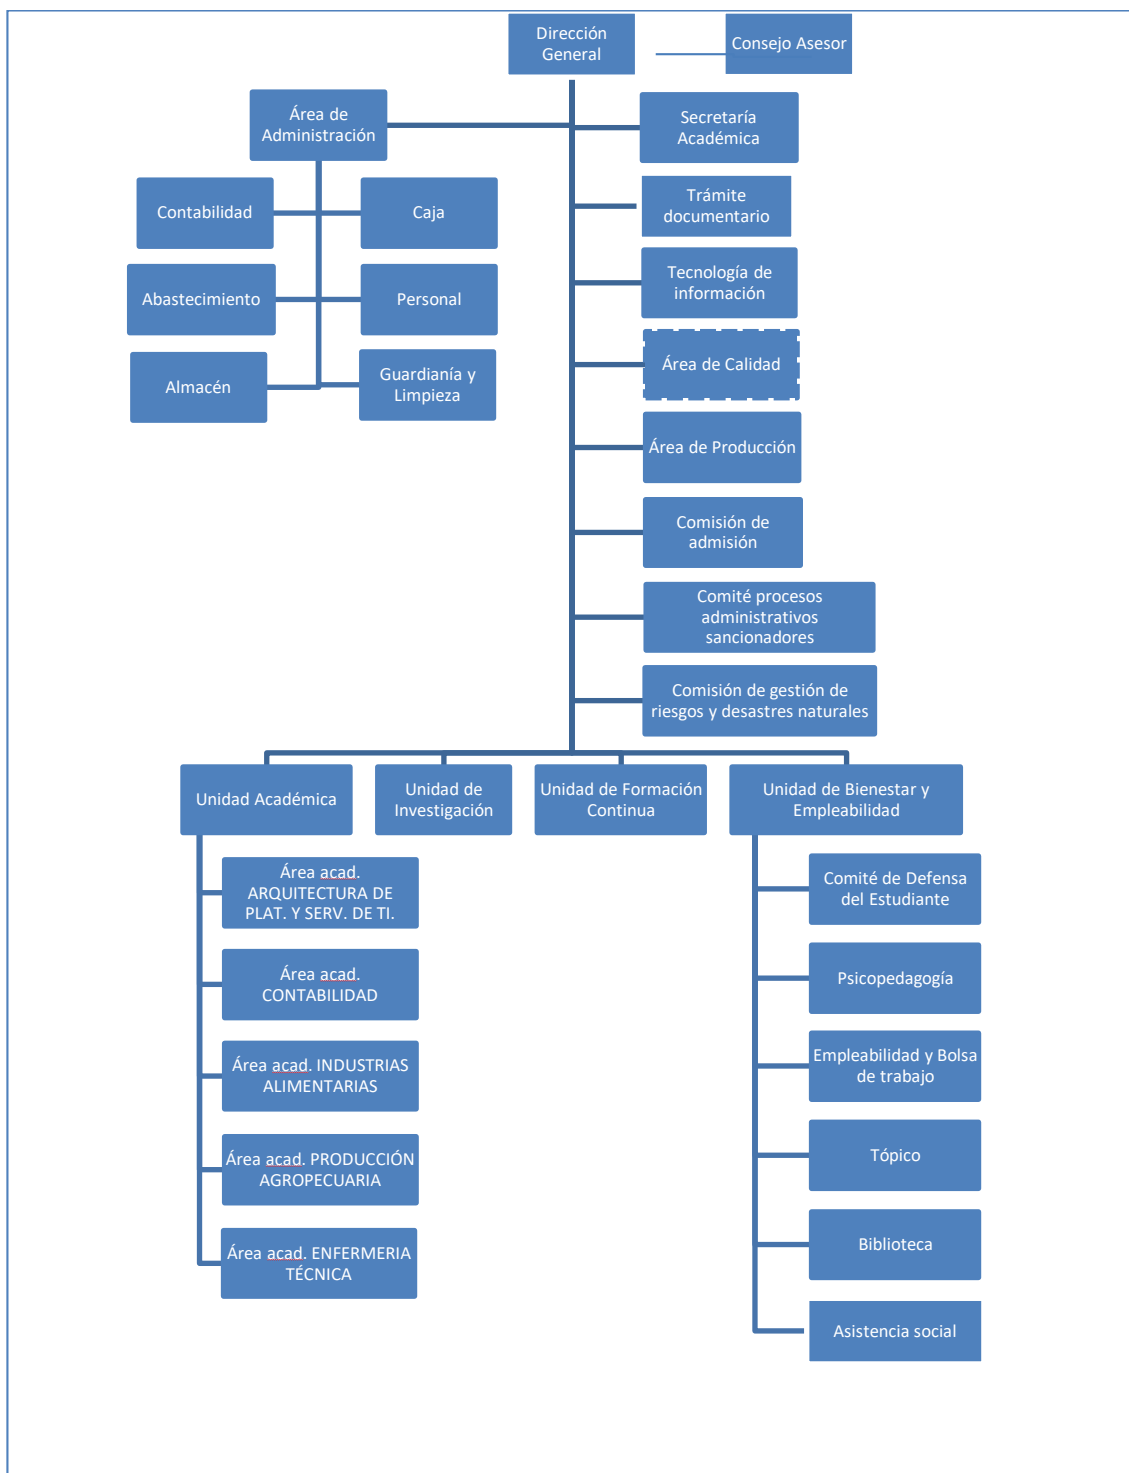 Dirección
General
Consejo Asesor
Área de
Administración
Secretaría
Académica
Contabilidad
Caja
Trámite
documentario
Abastecimiento
Personal
Tecnología de
información
Almacén
Guardianía y
Limpieza
Área de Calidad
Área de Producción
Comisión de
admisión
Comité procesos
administrativos
sancionadores
Comisión de gestión de
riesgos y desastres naturales
Unidad Académica
Unidad de
Investigación
Unidad de Formación
Continua
Unidad de Bienestar y
Empleabilidad
Área acad.
ARQUITECTURA DE
PLAT. Y SERV. DE TI.
Área acad.
CONTABILIDAD
Área acad. INDUSTRIAS
ALIMENTARIAS
Área acad. PRODUCCIÓN
AGROPECUARIA
Área acad. ENFERMERIA
TÉCNICA
Comité de Defensa
del Estudiante
Psicopedagogía
Empleabilidad y Bolsa
de trabajo
Tópico
Biblioteca
Asistencia social